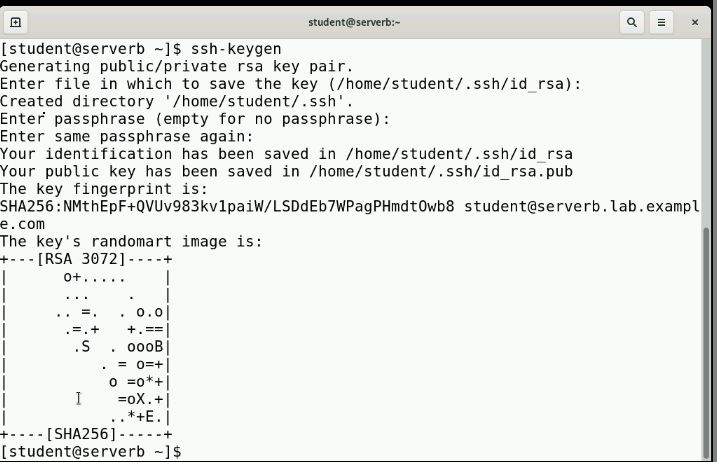 student@serverb:~
[student@serverb ~]$ ssh-keygen
Generating public/private rsa key pair.
Enter file in which to save the key (/home/student/.ssh/id_rsa):
Created directory '/home/student/.ssh'.
Enter passphrase (empty for no passphrase):
Enter same passphrase again:
Your identification has been saved in /home/student/.ssh/id_rsa
Your public key has been saved in /home/student/.ssh/id_rsa.pub
The key fingerprint is:
SHA256:NMthEpF+QVUv983kv1paiW/LSDdEb7WPagPHmdtOwb8 student@serverb.lab.exampl
e.com
The key's randomart image is:
+---[RSA 3072]----+
|      o+.....    |
|      ...    .   |
|     .. =.  . o.o|
|      .=.+   +.==|
|       .S  . oooB|
|          . = o=+|
|           o =o*+|
|            =oX.+|
|           ..*+E.|
+----[SHA256]-----+
[student@serverb ~]$